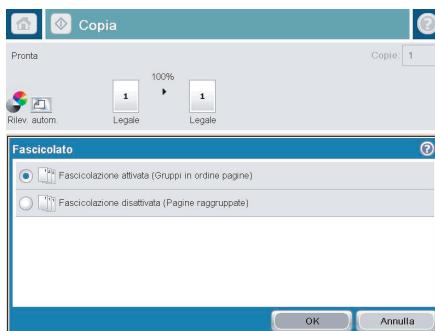 Copia
Pronta
Copie: 1
100%
1
1
Rilev. autom.
Legale
Legale
Fascicolato
Fascicolazione attivata (Gruppi in ordine pagine)
Fascicolazione disattivata (Pagine raggruppate)
OK
Annulla